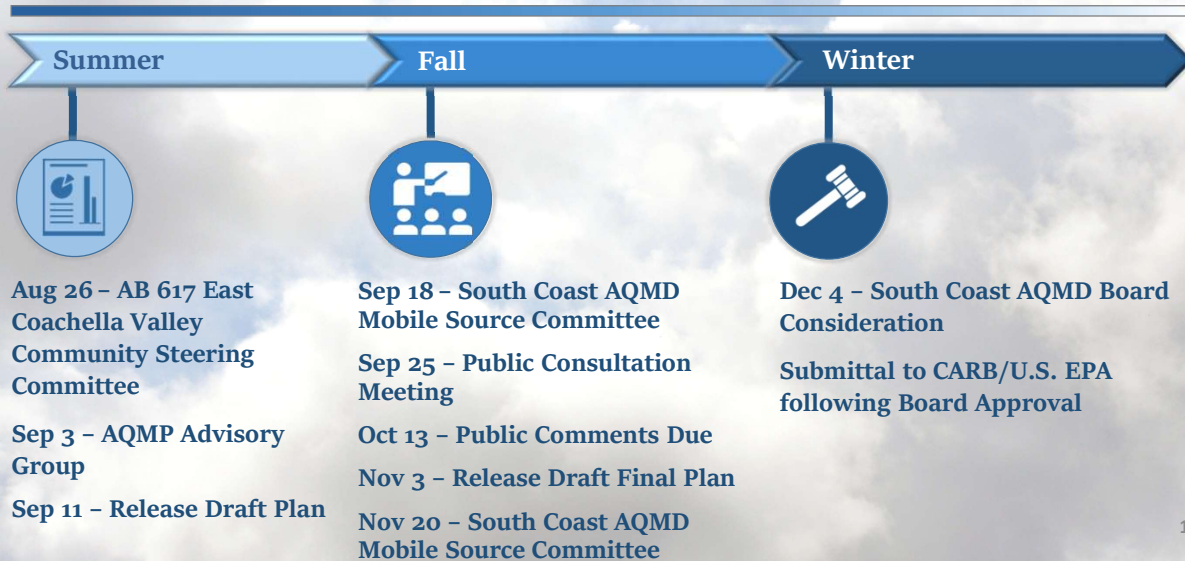 Summer
Fall
Winter
Aug 26 – AB 617 East
Coachella Valley
Community Steering
Committee
Sep 3 – AQMP Advisory
Group
Sep 11 – Release Draft Plan
Sep 18 – South Coast AQMD
Mobile Source Committee
Sep 25 – Public Consultation
Meeting
Oct 13 – Public Comments Due
Nov 3 – Release Draft Final Plan
Nov 20 – South Coast AQMD
Mobile Source Committee
Dec 4 – South Coast AQMD Board
Consideration
Submittal to CARB/U.S. EPA
following Board Approval